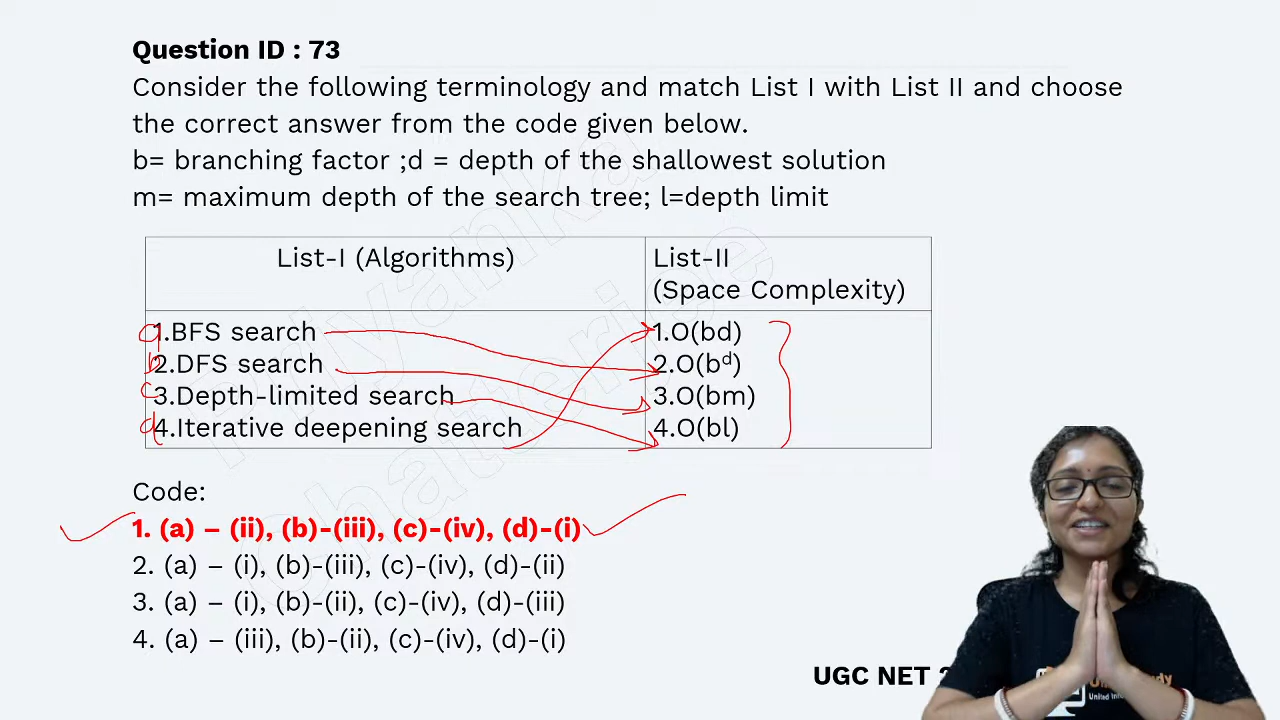 Question ID : 73
Consider the following terminology and match List I with List II and choose
the correct answer from the code given below.
b= branching factor ;d = depth of the shallowest solution
m= maximum depth of the search tree; l=depth limit
List-I (Algorithms)
List-II
(Space Complexity)
a 1.BFS search
b 2.DFS search
c 3.Depth-limited search
d 4.Iterative deepening search
1.O(bd)
2.O(bᵈ)
3.O(bm)
4.O(bl)
Code:
1. (a) – (ii), (b)-(iii), (c)-(iv), (d)-(i)
2. (a) – (i), (b)-(iii), (c)-(iv), (d)-(ii)
3. (a) – (i), (b)-(ii), (c)-(iv), (d)-(iii)
4. (a) – (iii), (b)-(ii), (c)-(iv), (d)-(i)
UGC NET
Priyanka
Chatterjee